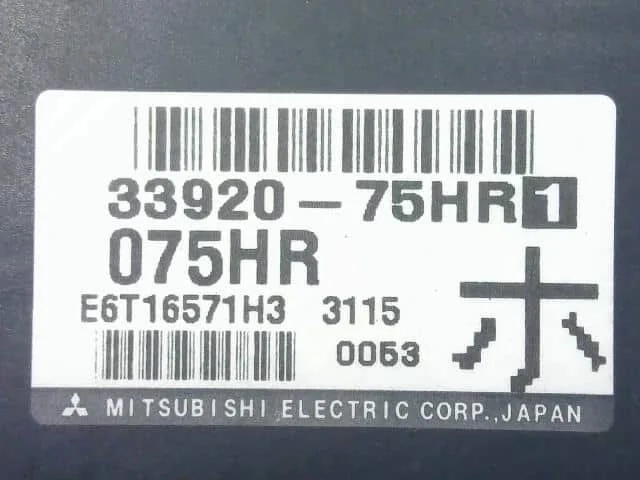 33920-75HR1
075HR
E6T16571H3 3115
0053
ホ
MITSUBISHI ELECTRIC CORP.,JAPAN